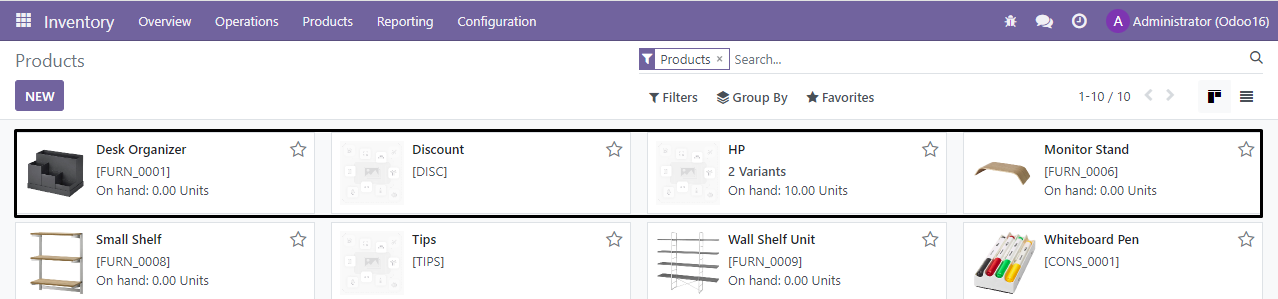 Inventory Overview Operations Products Reporting Configuration A Administrator (Odoo16)
Products
Products × Search...
NEW
Filters Group By Favorites 1-10 / 10
Desk Organizer
[FURN_0001]
On hand: 0.00 Units
Discount
[DISC]
HP
2 Variants
On hand: 10.00 Units
Monitor Stand
[FURN_0006]
On hand: 0.00 Units
Small Shelf
[FURN_0008]
On hand: 0.00 Units
Tips
[TIPS]
Wall Shelf Unit
[FURN_0009]
On hand: 0.00 Units
Whiteboard Pen
[CONS_0001]